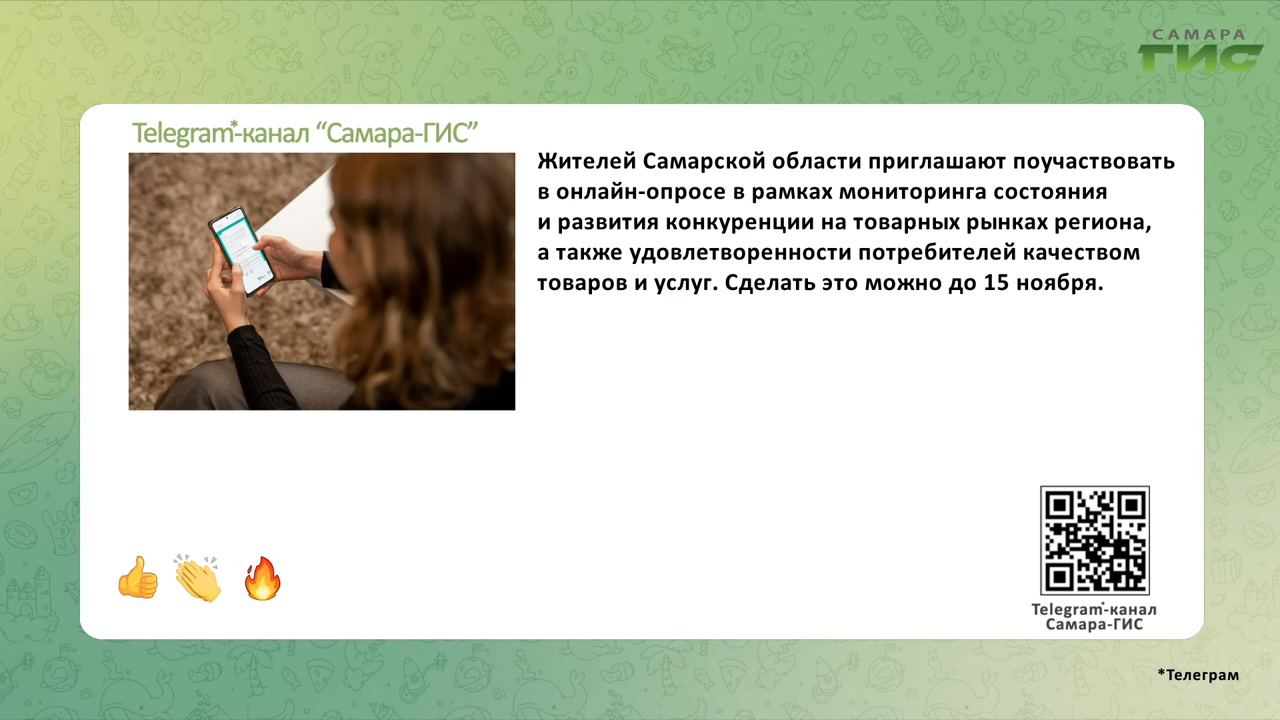 САМАРА
ГИС
Telegram*-канал “Самара-ГИС”
Жителей Самарской области приглашают поучаствовать
в онлайн-опросе в рамках мониторинга состояния
и развития конкуренции на товарных рынках региона,
а также удовлетворенности потребителей качеством
товаров и услуг. Сделать это можно до 15 ноября.
Telegram*-канал
Самара-ГИС
*Телеграм